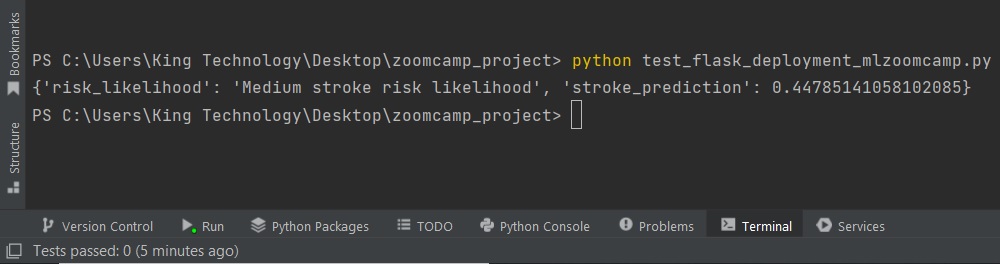 Bookmarks
Structure
PS C:\Users\King Technology\Desktop\zoomcamp_project> python test_flask_deployment_mlzoomcamp.py
{'risk_likelihood': 'Medium stroke risk likelihood', 'stroke_prediction': 0.44785141058102085}
PS C:\Users\King Technology\Desktop\zoomcamp_project>
Version Control Run Python Packages TODO Python Console Problems Terminal Services
Tests passed: 0 (5 minutes ago)